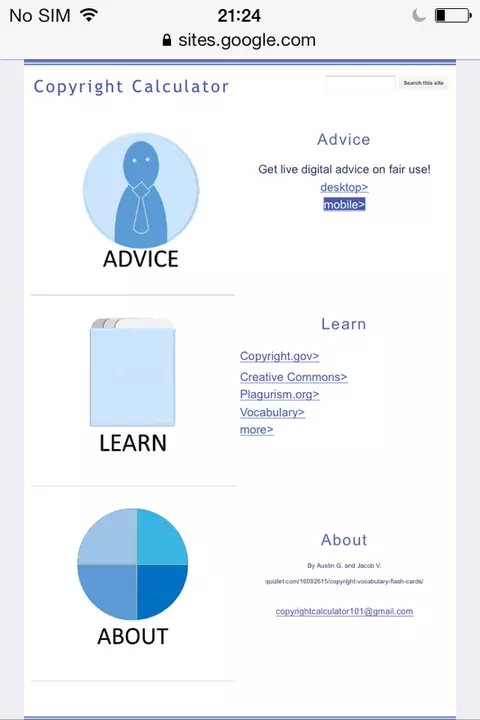 No SIM 21:24
sites.google.com
Copyright Calculator
Search this site
ADVICE
Advice
Get live digital advice on fair use!
desktop>
mobile>
LEARN
Learn
Copyright.gov>
Creative Commons>
Plagurism.org>
Vocabulary>
more>
ABOUT
About
By Austin G. and Jacob V.
quizlet.com/16092615/copyright-vocabulary-flash-cards/
copyrightcalculator101@gmail.com